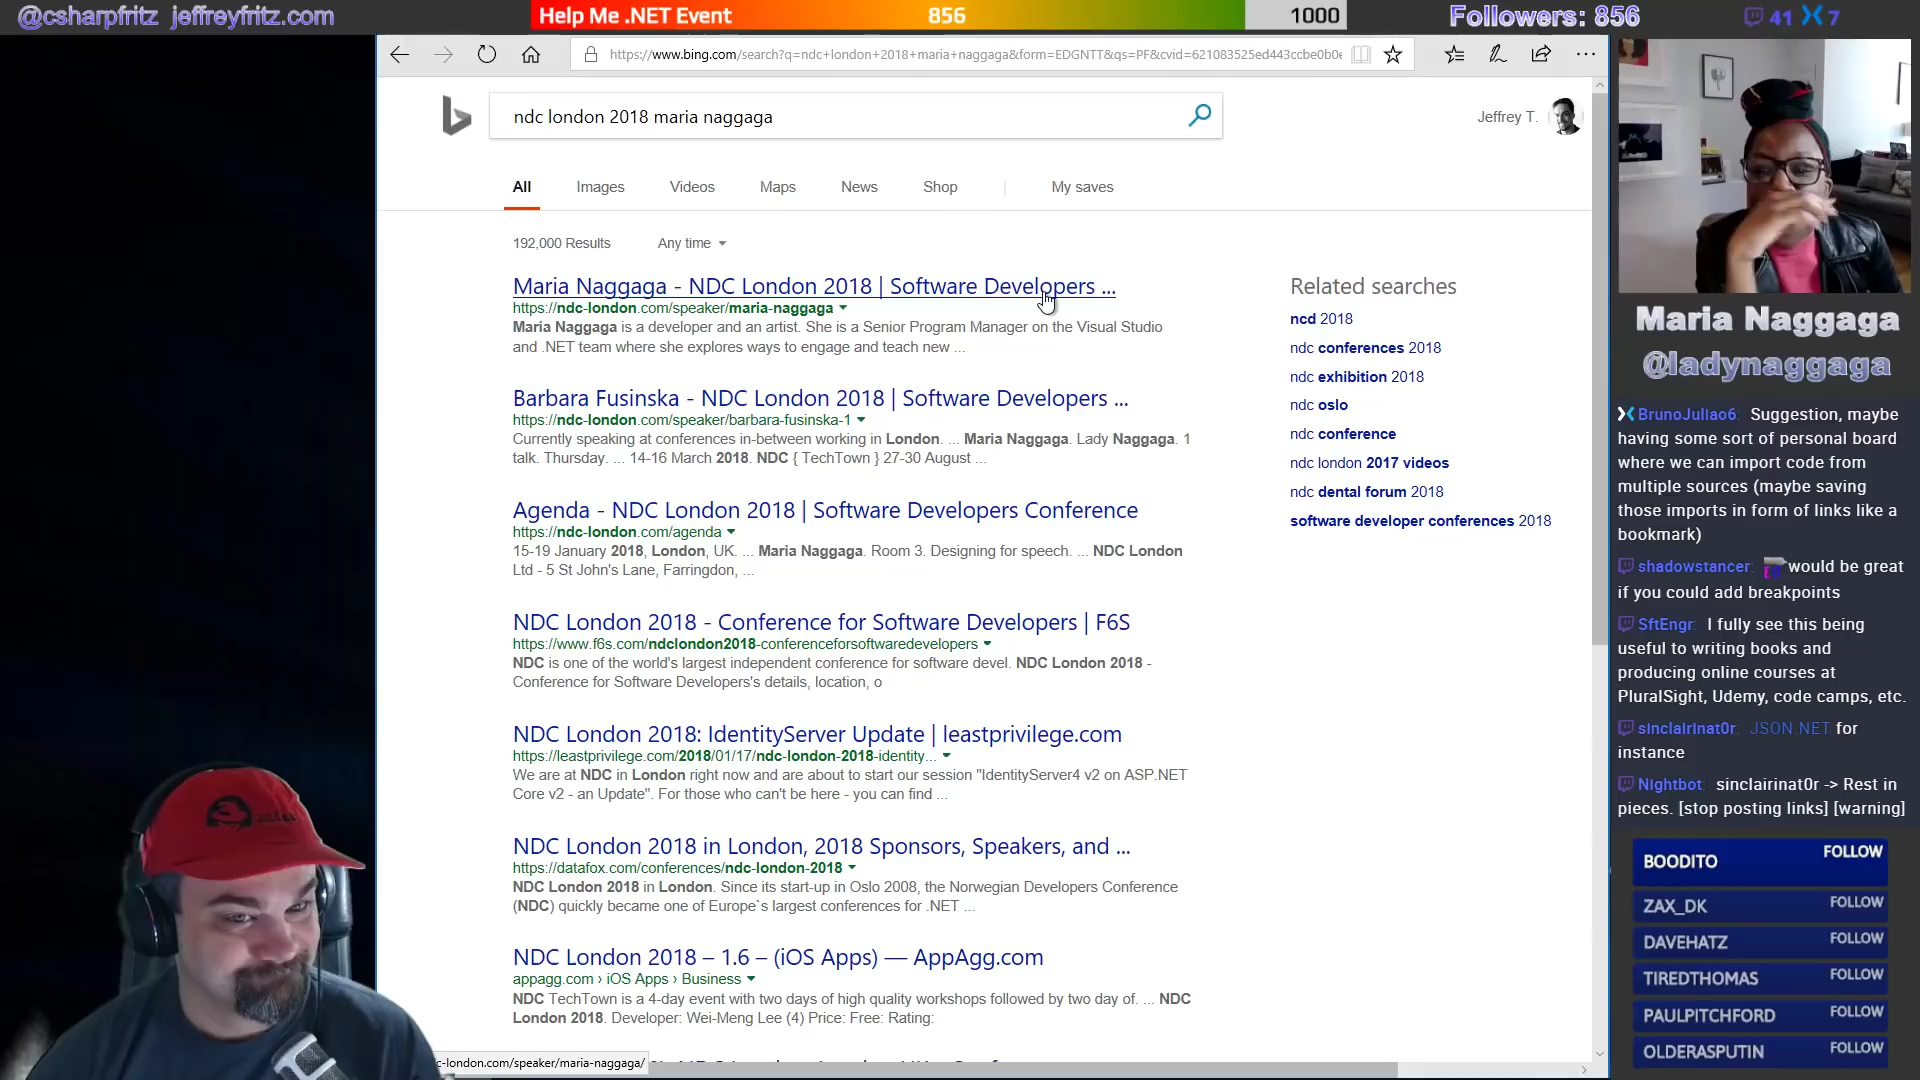 @csharpfritz jeffreyfritz.com
Help Me .NET Event 856 1000
Followers: 856
41 7
https://www.bing.com/search?q=ndc+london+2018+maria+naggaga&form=EDGNTT&qs=PF&cvid=621083525ed443ccbe0b0
ndc london 2018 maria naggaga
Jeffrey T.
All Images Videos Maps News Shop My saves
192,000 Results Any time
Maria Naggaga - NDC London 2018 | Software Developers ...
https://ndc-london.com/speaker/maria-naggaga
Maria Naggaga is a developer and an artist. She is a Senior Program Manager on the Visual Studio
and .NET team where she explores ways to engage and teach new ...
Barbara Fusinska - NDC London 2018 | Software Developers ...
https://ndc-london.com/speaker/barbara-fusinska-1
Currently speaking at conferences in-between working in London. ... Maria Naggaga. Lady Naggaga. 1
talk. Thursday. ... 14-16 March 2018. NDC { TechTown } 27-30 August ...
Agenda - NDC London 2018 | Software Developers Conference
https://ndc-london.com/agenda
15-19 January 2018, London, UK. ... Maria Naggaga. Room 3. Designing for speech. ... NDC London
Ltd - 5 St John's Lane, Farringdon, ...
NDC London 2018 - Conference for Software Developers | F6S
https://www.f6s.com/ndclondon2018-conferenceforsoftwaredevelopers
NDC is one of the world's largest independent conference for software devel. NDC London 2018 -
Conference for Software Developers's details, location, o
NDC London 2018: IdentityServer Update | leastprivilege.com
https://leastprivilege.com/2018/01/17/ndc-london-2018-identity...
We are at NDC in London right now and are about to start our session "IdentityServer4 v2 on ASP.NET
Core v2 - an Update". For those who can't be here - you can find ...
NDC London 2018 in London, 2018 Sponsors, Speakers, and ...
https://datafox.com/conferences/ndc-london-2018
NDC London 2018 in London. Since its start-up in Oslo 2008, the Norwegian Developers Conference
(NDC) quickly became one of Europe`s largest conferences for .NET ...
NDC London 2018 – 1.6 – (iOS Apps) — AppAgg.com
appagg.com › iOS Apps › Business
NDC TechTown is a 4-day event with two days of high quality workshops followed by two day of. ... NDC
London 2018. Developer: Wei-Meng Lee (4) Price: Free: Rating:
c-london.com/speaker/maria-naggaga/
Related searches
ncd 2018
ndc conferences 2018
ndc exhibition 2018
ndc oslo
ndc conference
ndc london 2017 videos
ndc dental forum 2018
software developer conferences 2018
Maria Naggaga
@ladynaggaga
BrunoJuliao6: Suggestion, maybe
having some sort of personal board
where we can import code from
multiple sources (maybe saving
those imports in form of links like a
bookmark)
shadowstancer: would be great
if you could add breakpoints
SftEngr: I fully see this being
useful to writing books and
producing online courses at
PluralSight, Udemy, code camps, etc.
sinclairinat0r: JSON.NET for
instance
Nightbot: sinclairinat0r -> Rest in
pieces. [stop posting links] [warning]
BOODITO FOLLOW
ZAX_DK FOLLOW
DAVEHATZ FOLLOW
TIREDTHOMAS FOLLOW
PAULPITCHFORD FOLLOW
OLDERASPUTIN FOLLOW